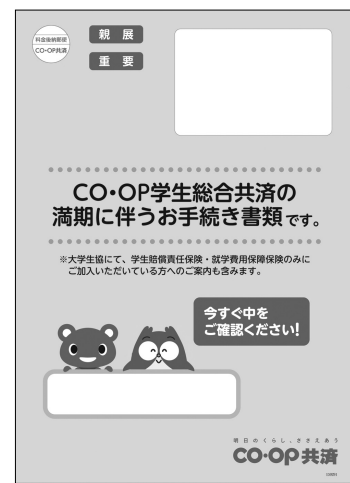 料金後納郵便
CO・OP共済
親展
重要
CO・OP学生総合共済の
満期に伴うお手続き書類です。
※大学生協にて、学生賠償責任保険・就学費用保障保険のみに
ご加入いただいている方へのご案内も含みます。
今すぐ中を
ご確認ください!
明日のくらし、ささえあう
CO・OP共済